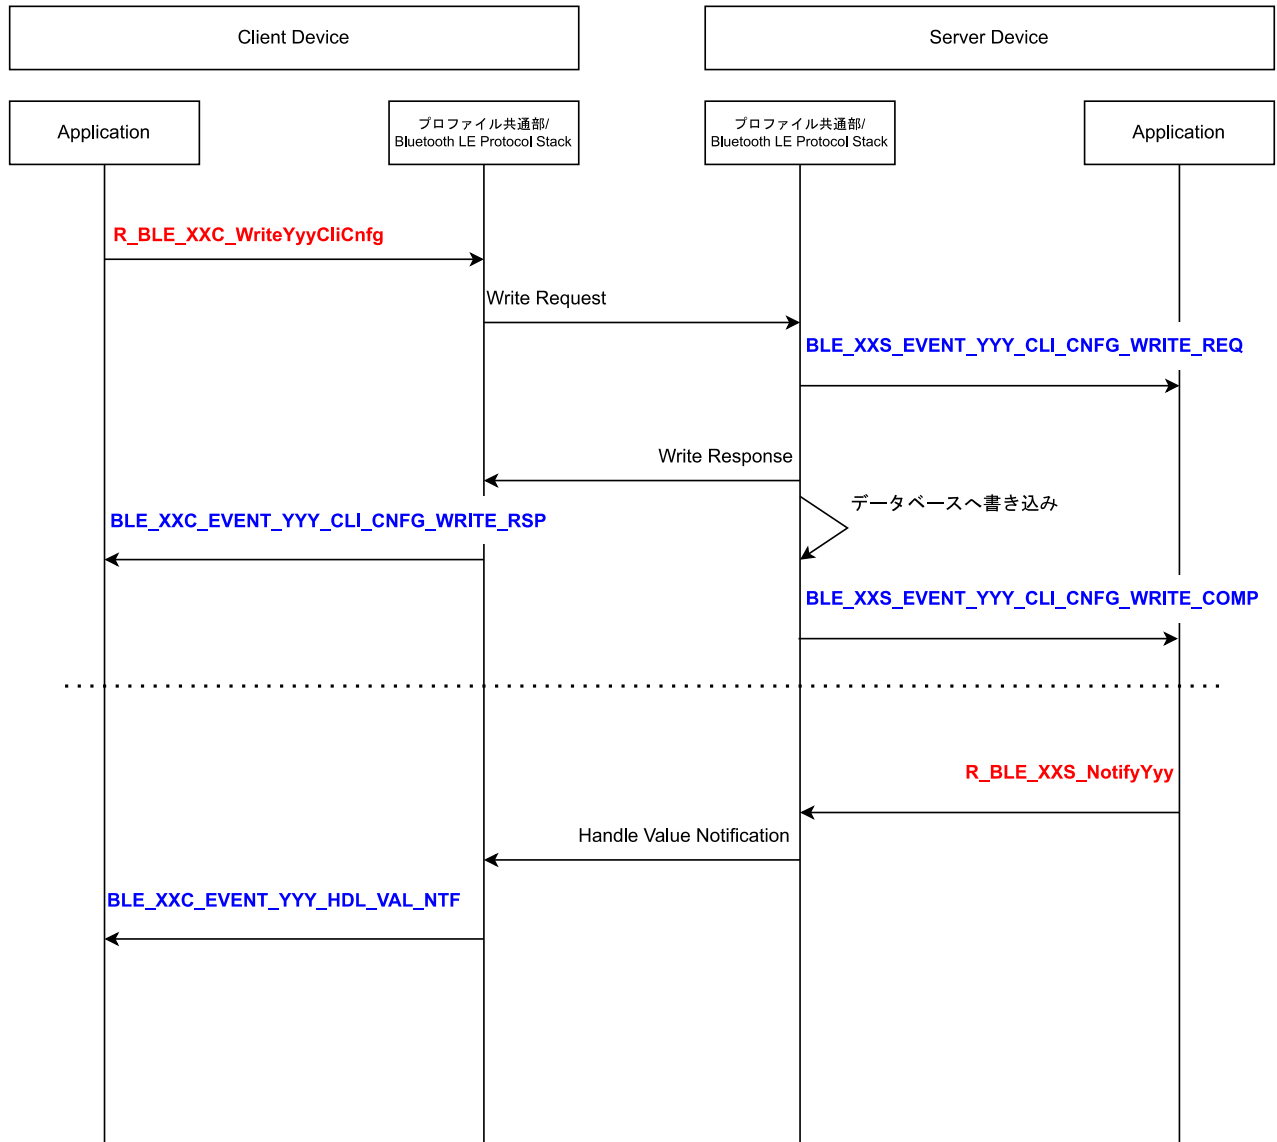 Client Device
Server Device
Application
プロファイル共通部/
Bluetooth LE Protocol Stack
プロファイル共通部/
Bluetooth LE Protocol Stack
Application
R_BLE_XXC_WriteYyyCliCnfg
Write Request
BLE_XXS_EVENT_YYY_CLI_CNFG_WRITE_REQ
Write Response
データベースへ書き込み
BLE_XXC_EVENT_YYY_CLI_CNFG_WRITE_RSP
BLE_XXS_EVENT_YYY_CLI_CNFG_WRITE_COMP
R_BLE_XXS_NotifyYyy
Handle Value Notification
BLE_XXC_EVENT_YYY_HDL_VAL_NTF